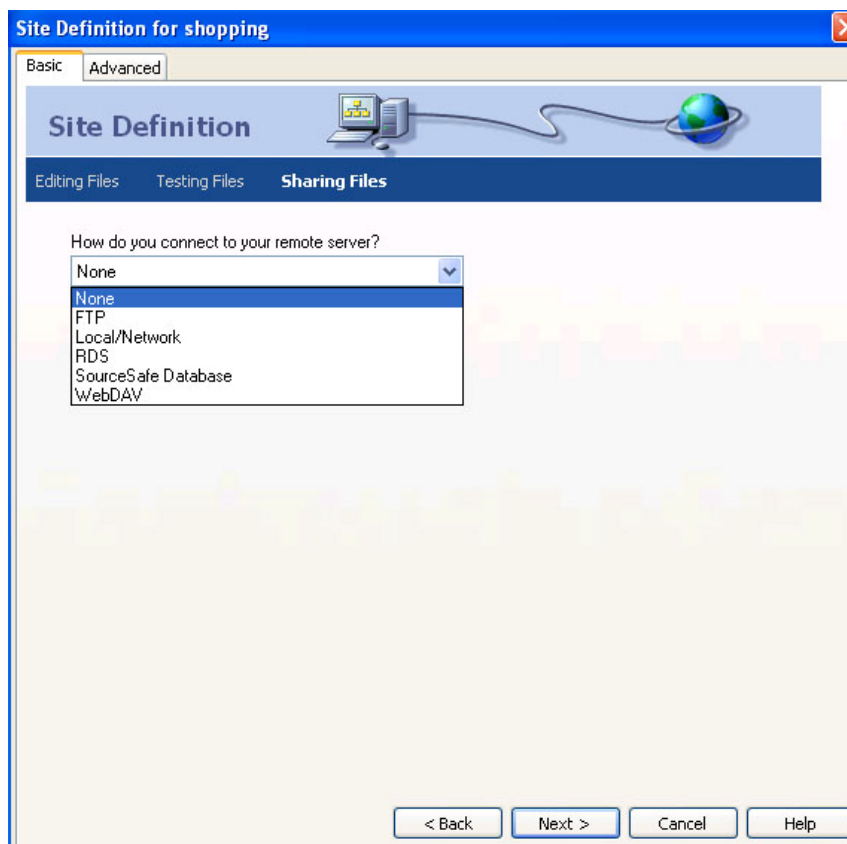 Site Definition for shopping
Basic Advanced
Site Definition
Editing Files Testing Files Sharing Files
How do you connect to your remote server?
None
None
FTP
Local/Network
RDS
SourceSafe Database
WebDAV
< Back Next > Cancel Help